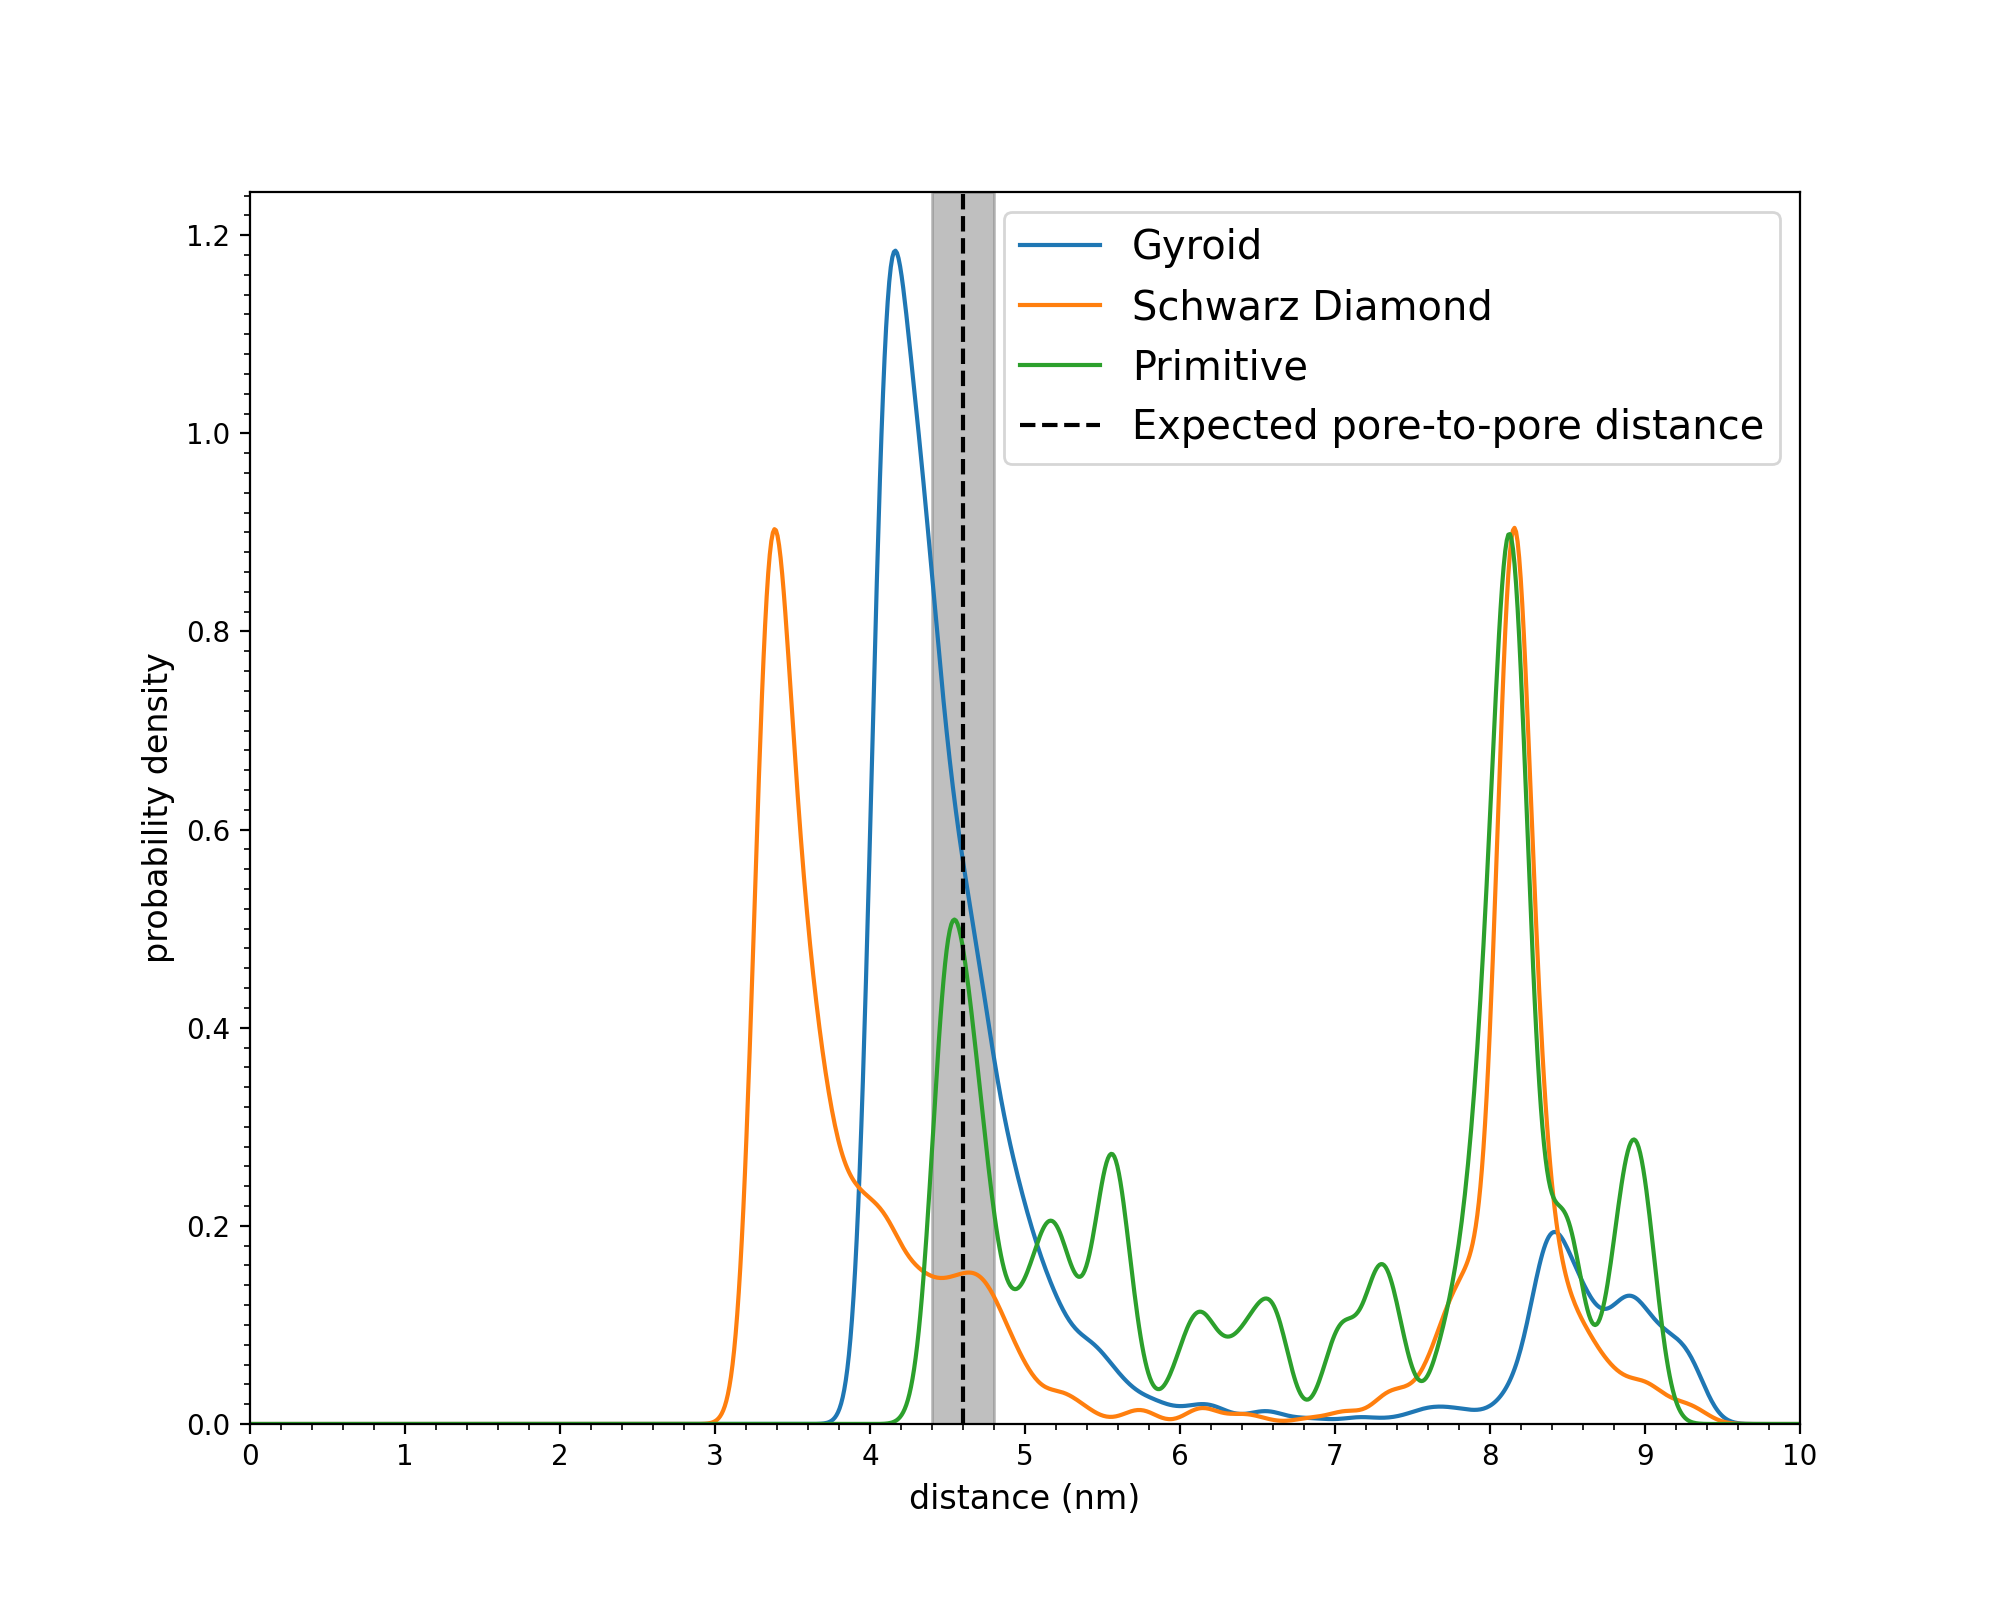 Gyroid
Schwarz Diamond
Primitive
Expected pore-to-pore distance
probability density
1.2
1.0
0.8
0.6
0.4
0.2
0.0
0 1 2 3 4 5 6 7 8 9 10
distance (nm)